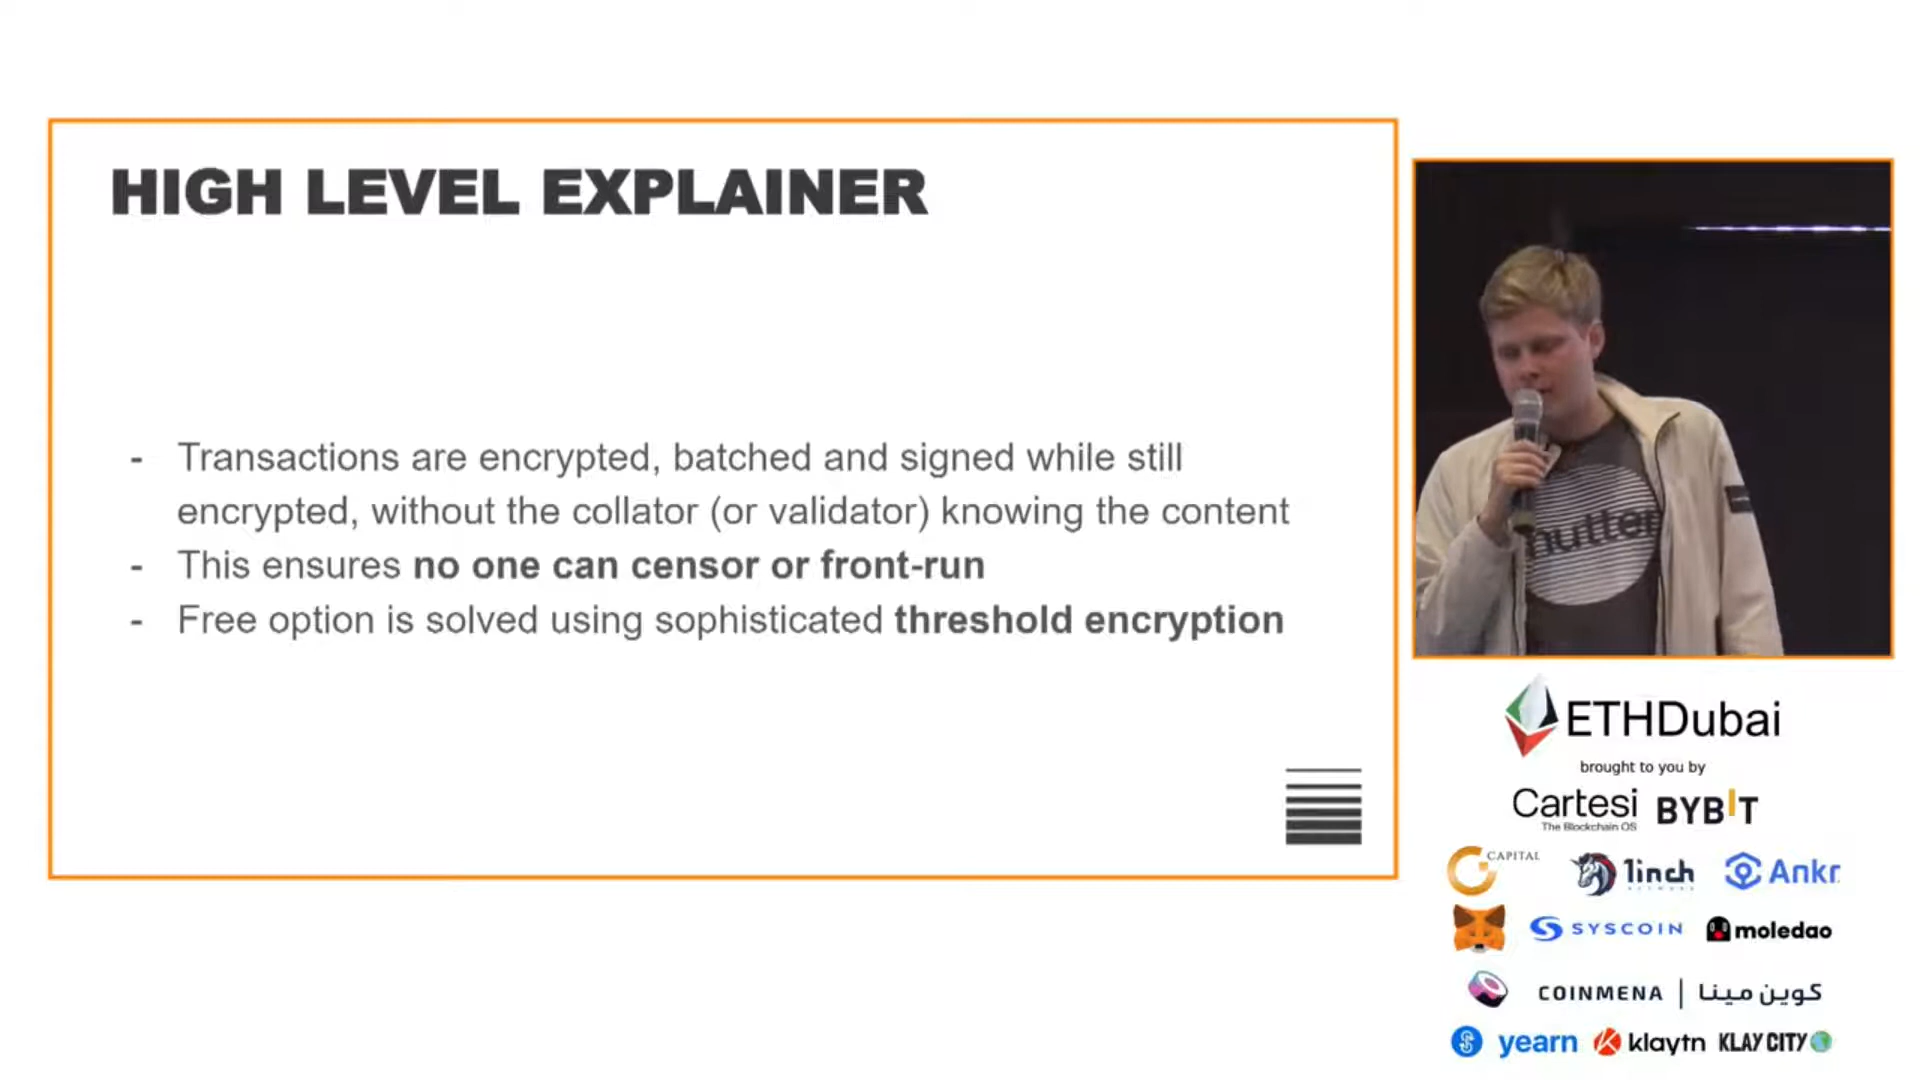 HIGH LEVEL EXPLAINER
- Transactions are encrypted, batched and signed while still
encrypted, without the collator (or validator) knowing the content
- This ensures no one can censor or front-run
- Free option is solved using sophisticated threshold encryption
hutter
ETHDubai
brought to you by
Cartesi
The Blockchain OS
BYBIT
CAPITAL
1inch
NETWORK
Ankr
SYSCOIN
moledao
COINMENA | كوين مينا
yearn
klaytn
KLAY CITY